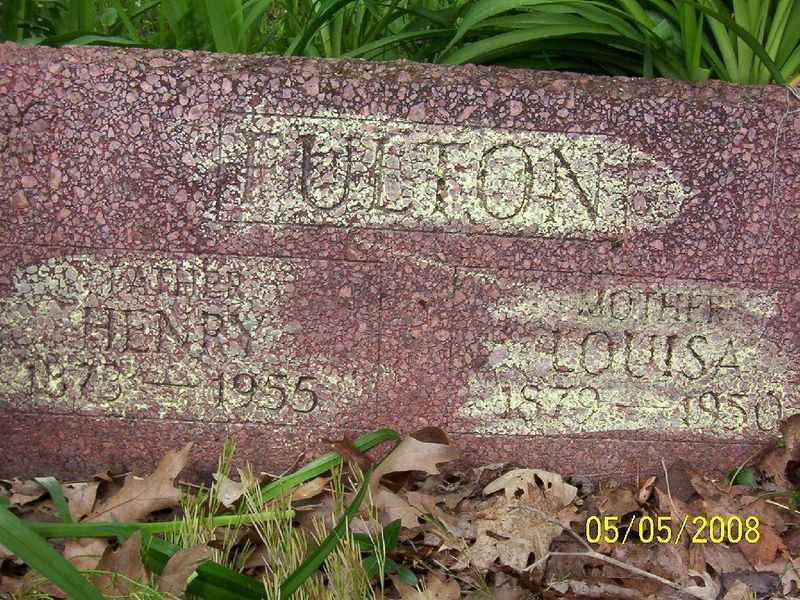 FULTON
FATHER
HENRY
1873 — 1955
MOTHER
LOUISA
1879 — 1950
05/05/2008